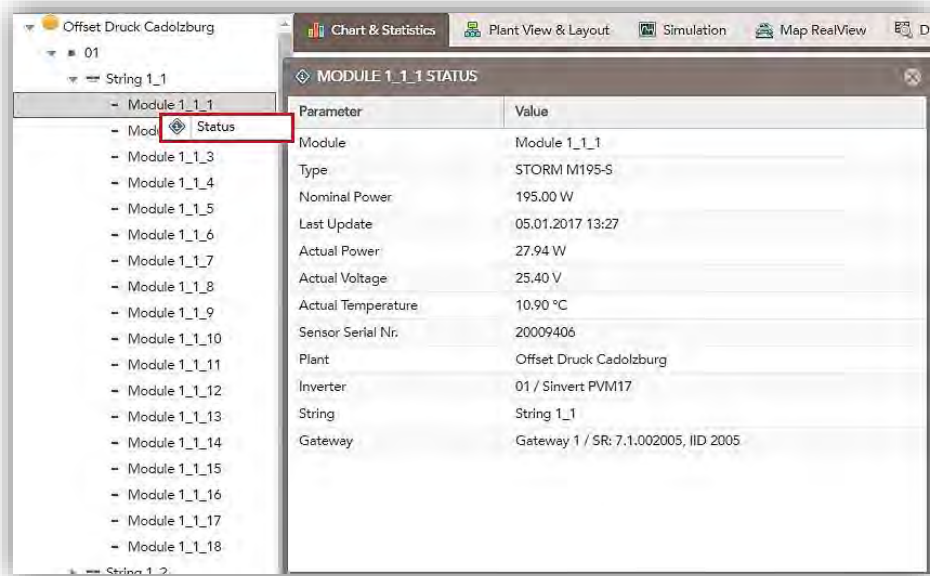 Offset Druck Cadolzburg
01
String 1_1
Module 1_1_1
Status
Module 1_1_3
Module 1_1_4
Module 1_1_5
Module 1_1_6
Module 1_1_7
Module 1_1_8
Module 1_1_9
Module 1_1_10
Module 1_1_11
Module 1_1_12
Module 1_1_13
Module 1_1_14
Module 1_1_15
Module 1_1_16
Module 1_1_17
Module 1_1_18
String 1_2
Chart & Statistics Plant View & Layout Simulation Map RealView
MODULE 1_1_1 STATUS
Parameter Value
Module Module 1_1_1
Type STORM M195-S
Nominal Power 195.00 W
Last Update 05.01.2017 13:27
Actual Power 27.94 W
Actual Voltage 25.40 V
Actual Temperature 10.90 °C
Sensor Serial Nr. 20009406
Plant Offset Druck Cadolzburg
Inverter 01 / Sinvert PVM17
String String 1_1
Gateway Gateway 1 / SR: 7.1.002005, IID 2005